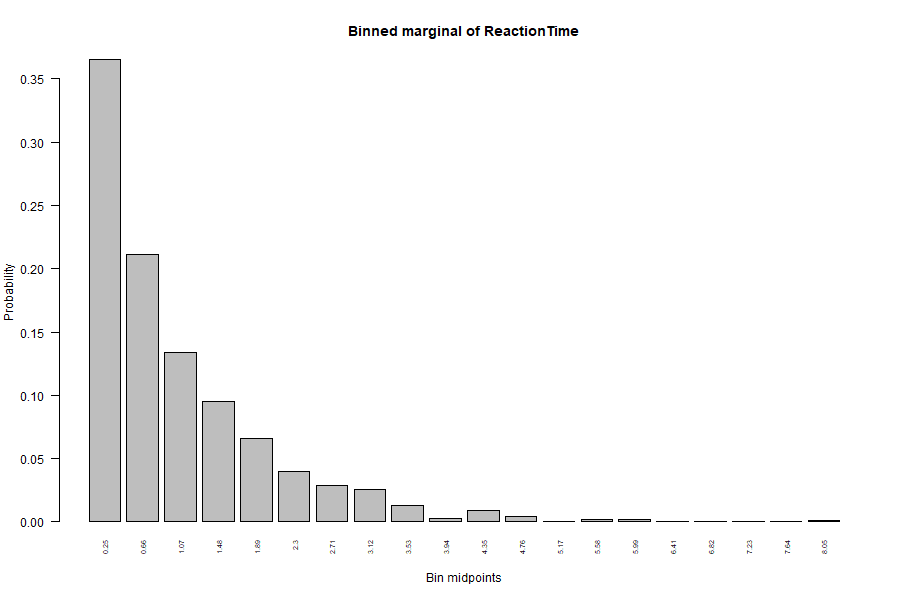 Binned marginal of ReactionTime
Probability
0.35
0.30
0.25
0.20
0.15
0.10
0.05
0.00
0.25 0.66 1.07 1.48 1.89 2.3 2.71 3.12 3.53 3.94 4.35 4.76 5.17 5.58 5.99 6.41 6.82 7.23 7.64 8.05
Bin midpoints